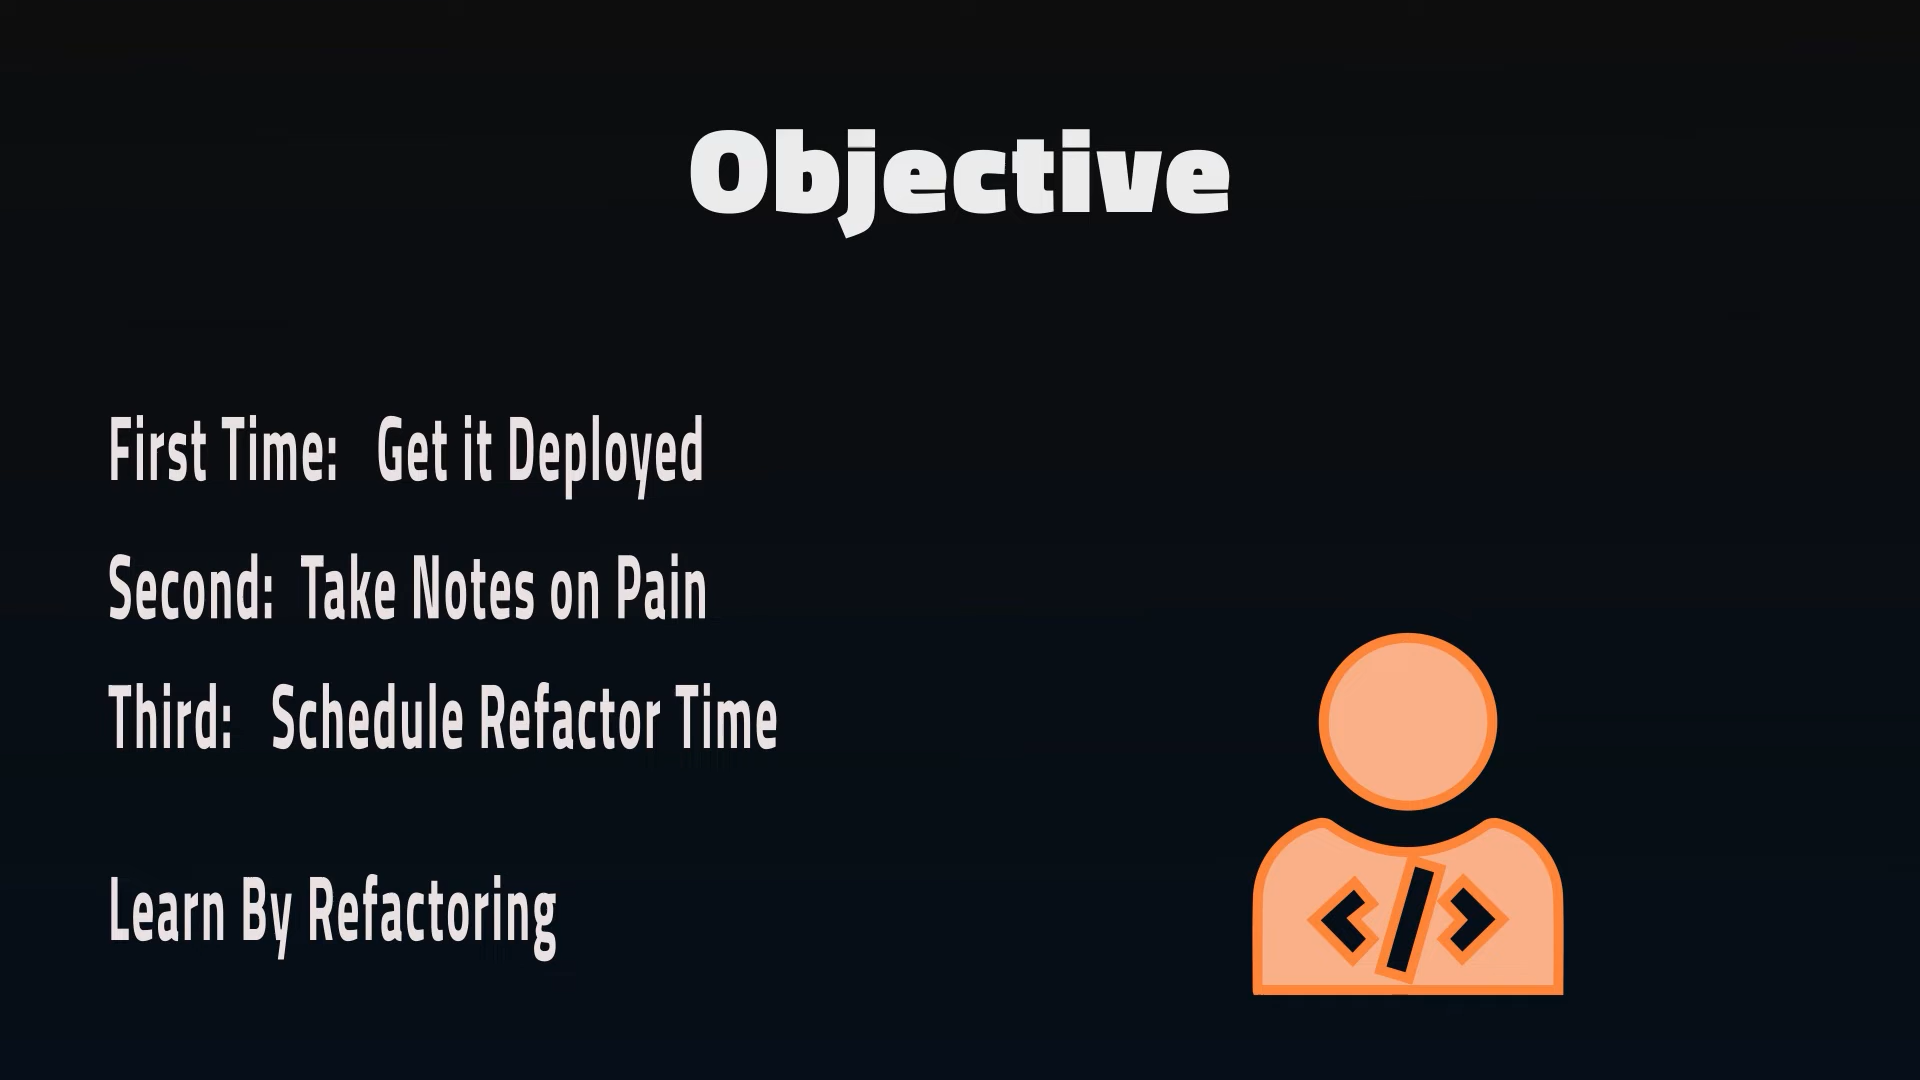 Objective
First Time: Get it Deployed
Second: Take Notes on Pain
Third: Schedule Refactor Time
Learn By Refactoring
</>